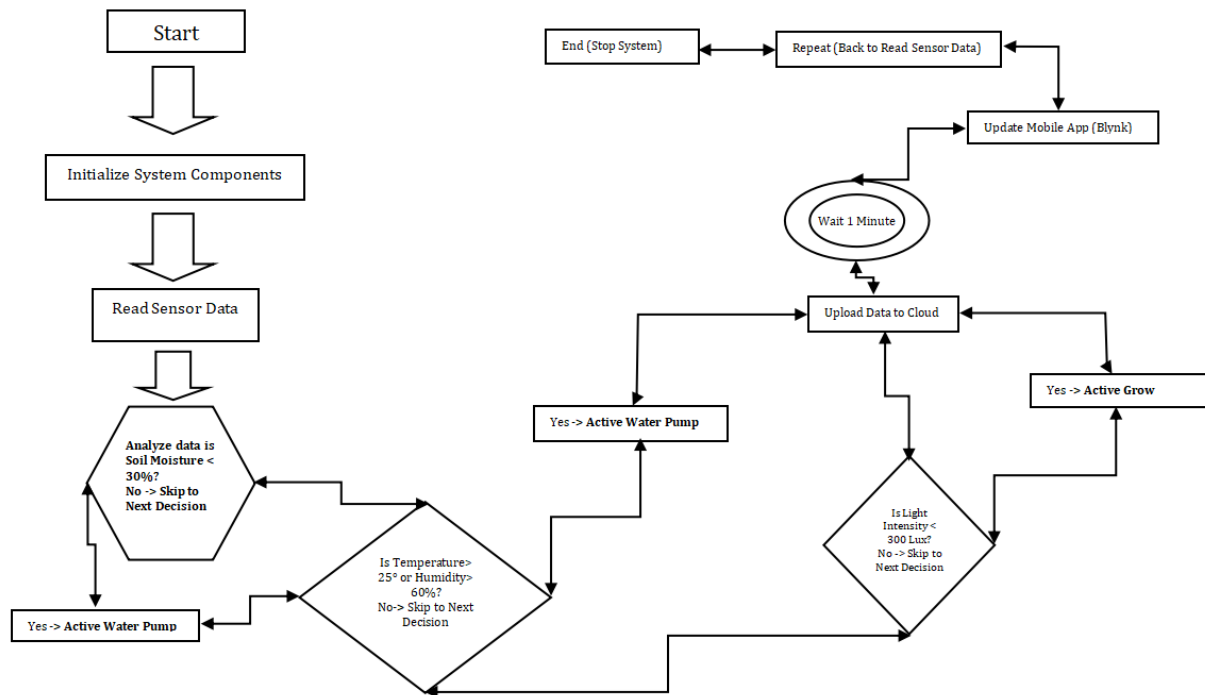 Start
Initialize System Components
Read Sensor Data
Analyze data is
Soil Moisture <
30%?
No -> Skip to
Next Decision
Yes -> Active Water Pump
Is Temperature>
25° or Humidity>
60%?
No-> Skip to Next
Decision
Yes -> Active Water Pump
Is Light
Intensity <
300 Lux?
No -> Skip to
Next Decision
Yes -> Active Grow
Upload Data to Cloud
Wait 1 Minute
Update Mobile App (Blynk)
Repeat (Back to Read Sensor Data)
End (Stop System)